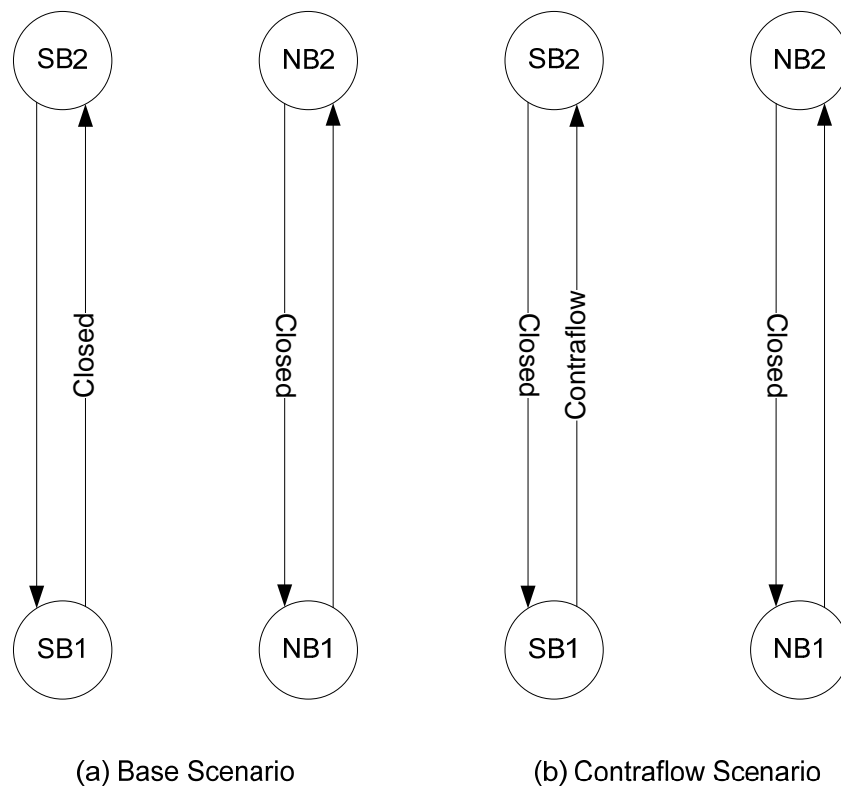 SB2
NB2
SB2
NB2
Closed
Closed
Closed
Contraflow
Closed
SB1
NB1
SB1
NB1
(a) Base Scenario
(b) Contraflow Scenario